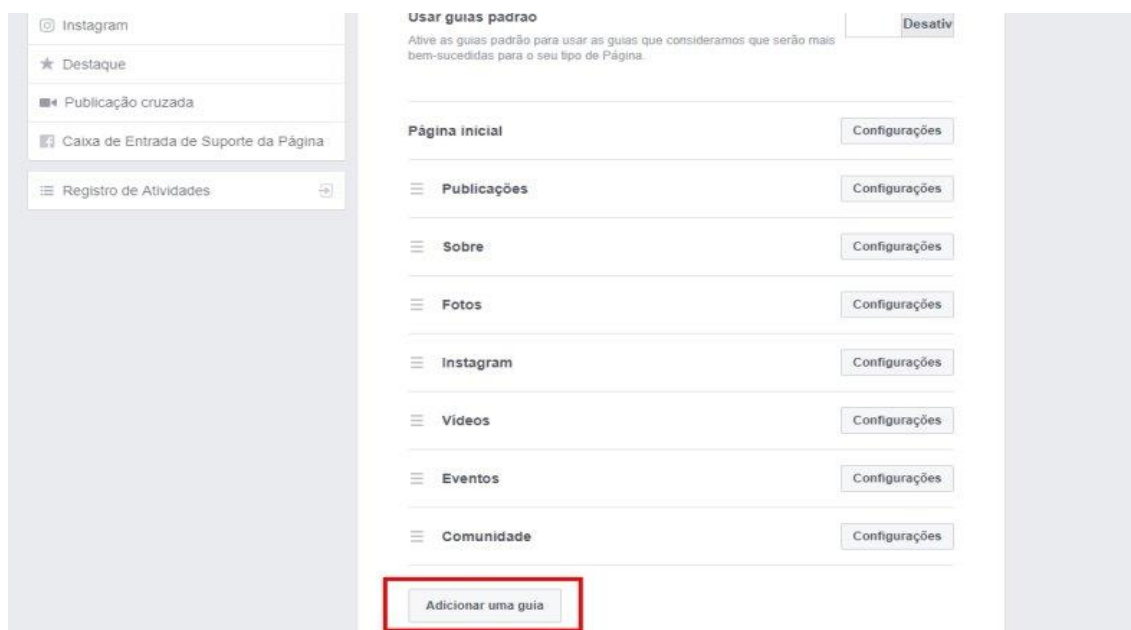 Instagram
Destaque
Publicação cruzada
Caixa de Entrada de Suporte da Página
Registro de Atividades
Usar guias padrão
Desativ
Ative as guias padrão para usar as guias que consideramos que serão mais
bem-sucedidas para o seu tipo de Página.
Página inicial
Configurações
Publicações
Configurações
Sobre
Configurações
Fotos
Configurações
Instagram
Configurações
Vídeos
Configurações
Eventos
Configurações
Comunidade
Configurações
Adicionar uma guia